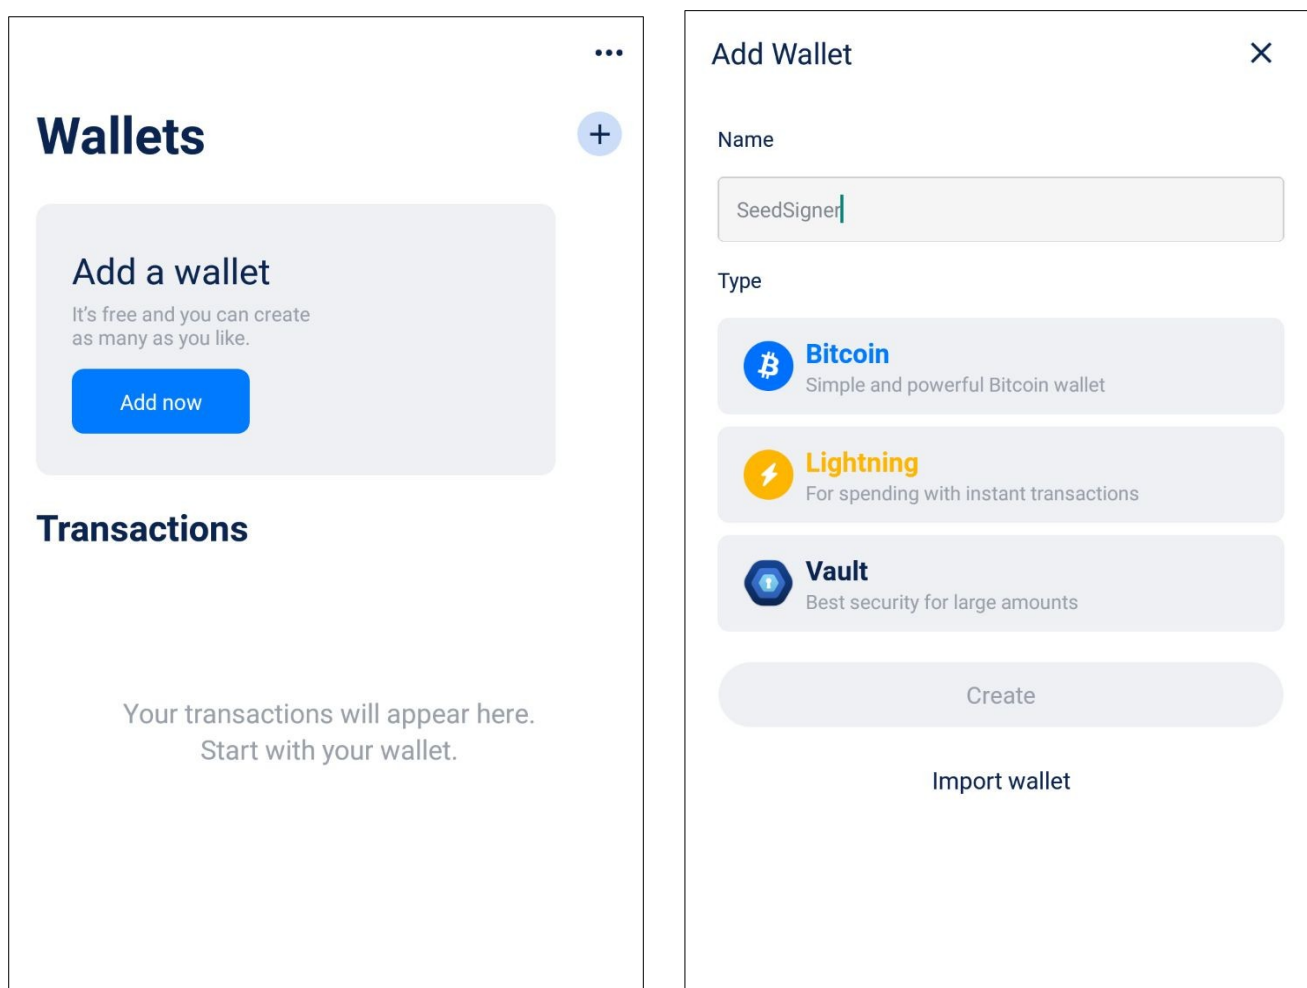 Wallets
Add a wallet
It's free and you can create
as many as you like.
Add now
Transactions
Your transactions will appear here.
Start with your wallet.
Add Wallet
Name
SeedSigner
Type
Bitcoin
Simple and powerful Bitcoin wallet
Lightning
For spending with instant transactions
Vault
Best security for large amounts
Create
Import wallet